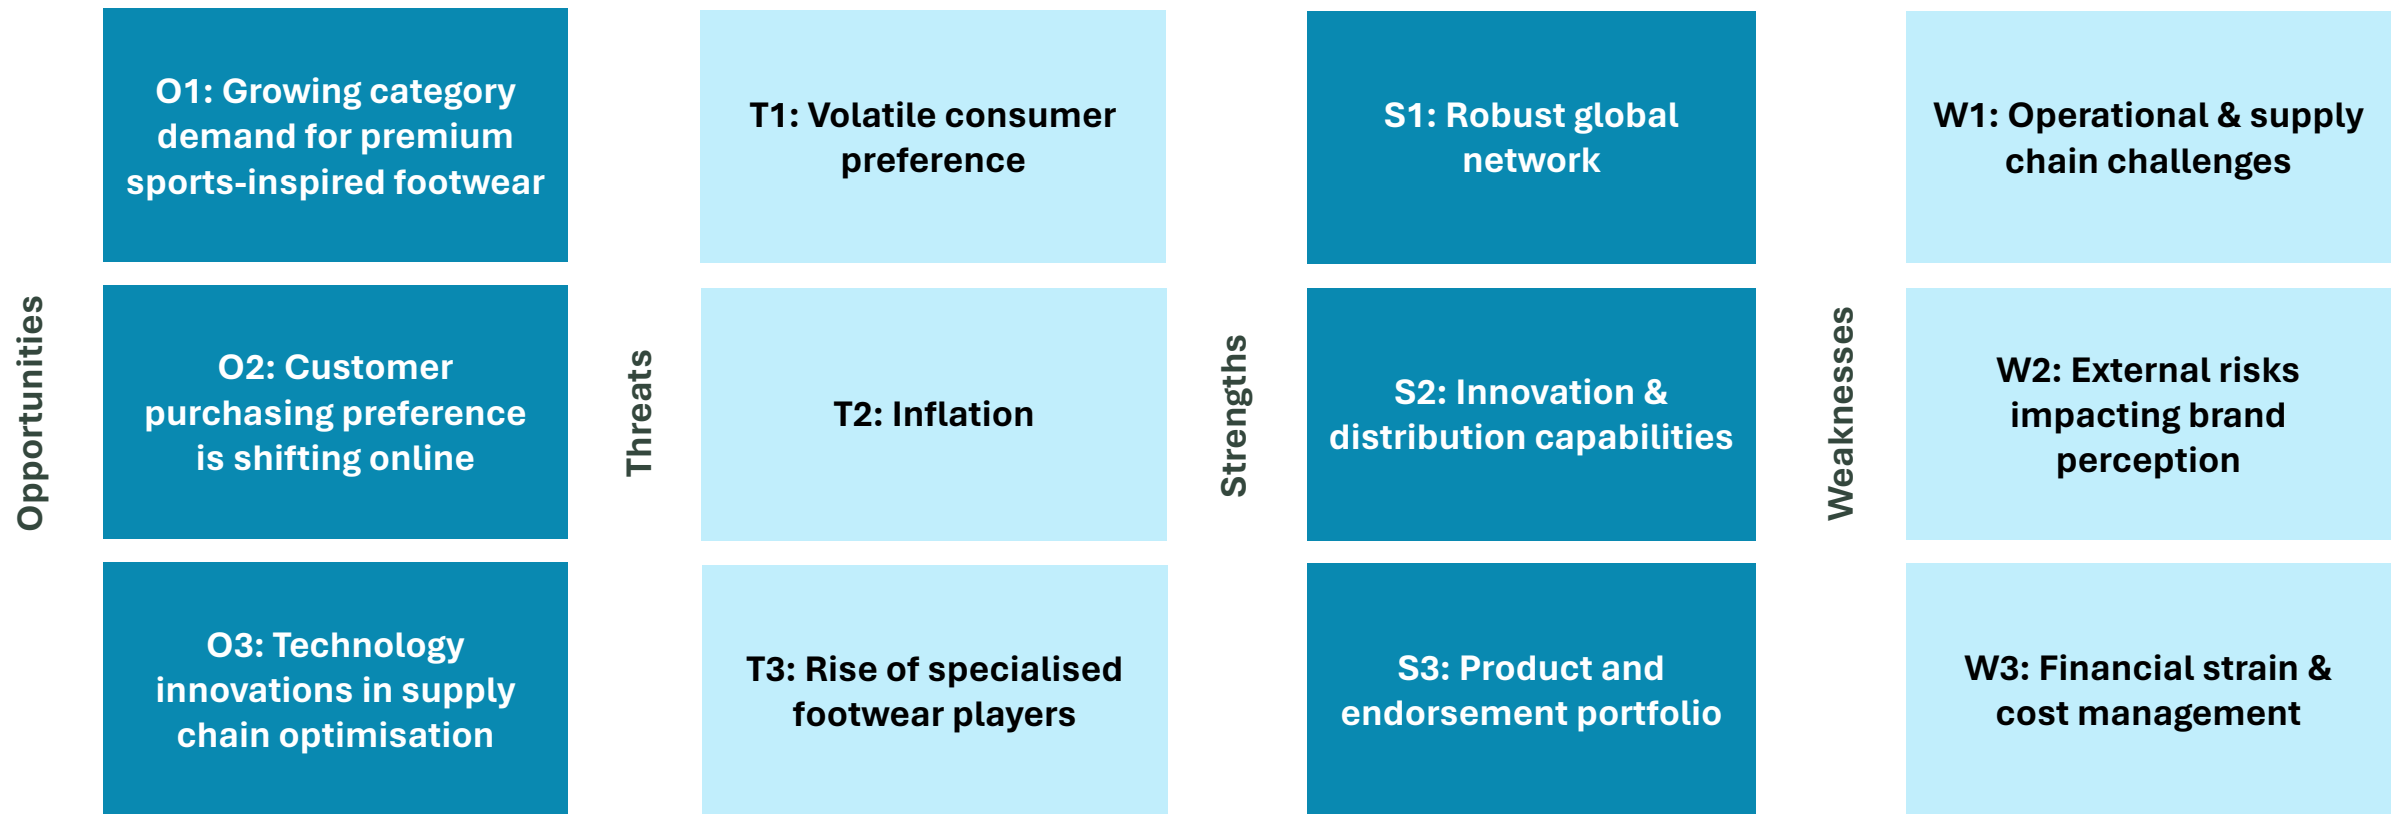 Opportunities
O1: Growing category
demand for premium
sports-inspired footwear
O2: Customer
purchasing preference
is shifting online
O3: Technology
innovations in supply
chain optimisation
Threats
T1: Volatile consumer
preference
T2: Inflation
T3: Rise of specialised
footwear players
Strengths
S1: Robust global
network
S2: Innovation &
distribution capabilities
S3: Product and
endorsement portfolio
Weaknesses
W1: Operational & supply
chain challenges
W2: External risks
impacting brand
perception
W3: Financial strain &
cost management